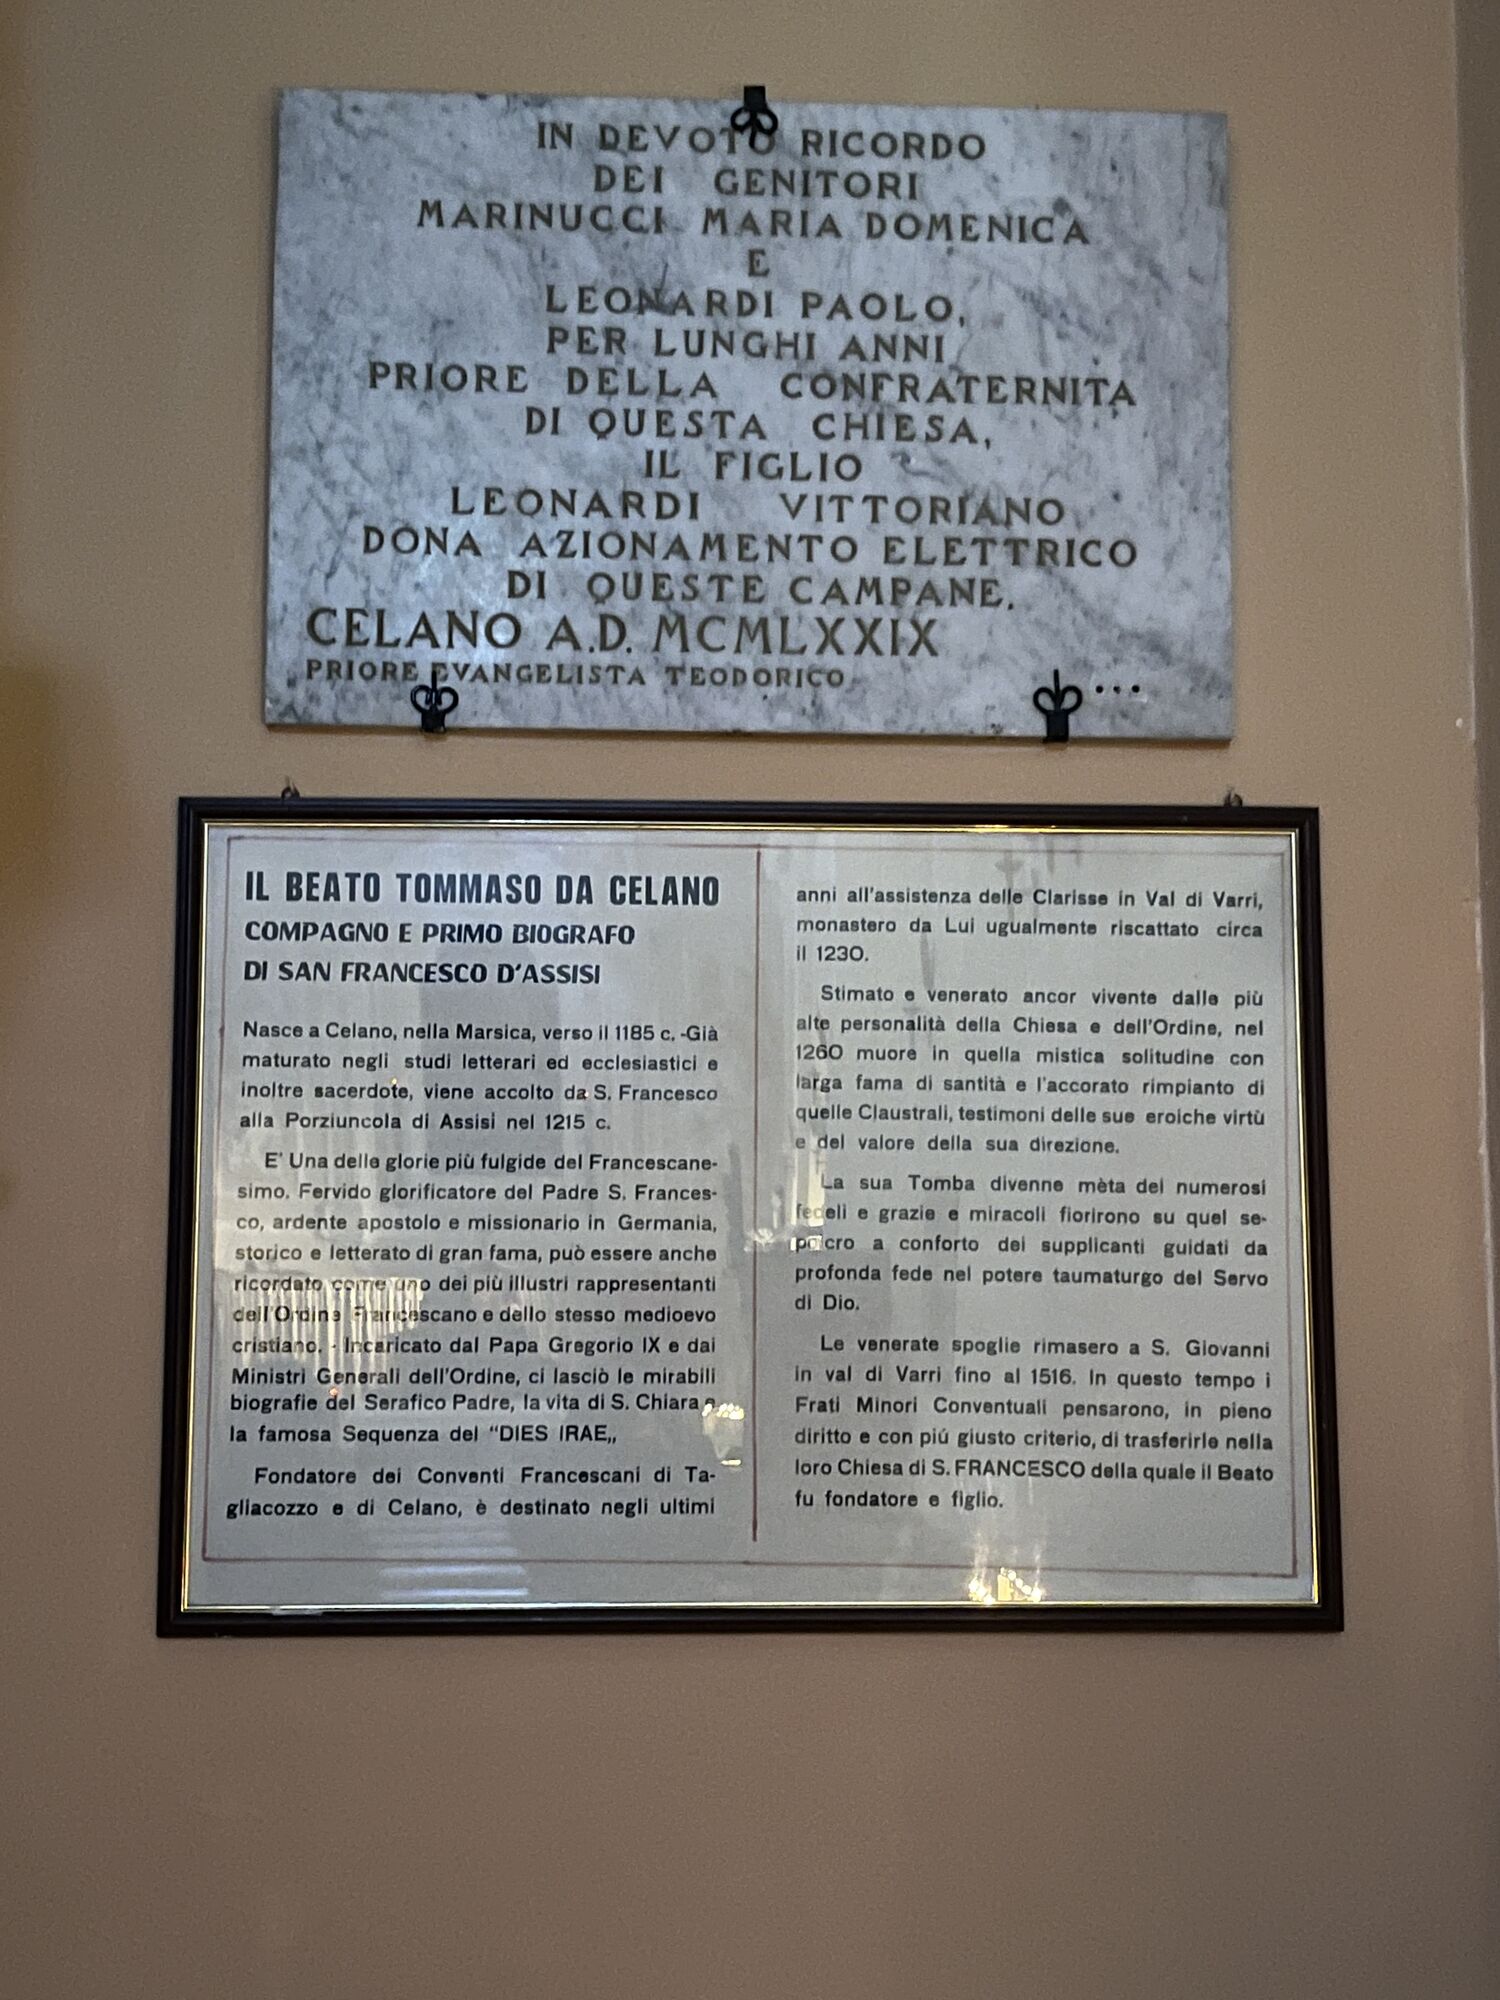 IN DEVOTO RICORDO
DEI GENITORI
MARINUCCI MARIA DOMENICA
E
LEONARDI PAOLO,
PER LUNGHI ANNI
PRIORE DELLA CONFRATERNITA
DI QUESTA CHIESA,
IL FIGLIO
LEONARDI VITTORIANO
DONA AZIONAMENTO ELETTRICO
DI QUESTE CAMPANE.
CELANO A.D. MCMLXXIX
PRIORE EVANGELISTA TEODORICO ...
IL BEATO TOMMASO DA CELANO
COMPAGNO E PRIMO BIOGRAFO
DI SAN FRANCESCO D'ASSISI
Nasce a Celano, nella Marsica, verso il 1185 c. -Già
maturato negli studi letterari ed ecclesiastici e
inoltre sacerdote, viene accolto da S. Francesco
alla Porziuncola di Assisi nel 1215 c.
E' Una delle glorie più fulgide del Francescane-
simo. Fervido glorificatore del Padre S. Frances-
co, ardente apostolo e missionario in Germania,
storico e letterato di gran fama, può essere anche
ricordato come uno dei più illustri rappresentanti
dell'Ordine Francescano e dello stesso medioevo
cristiano. - Incaricato dal Papa Gregorio IX e dai
Ministri Generali dell'Ordine, ci lasciò le mirabili
biografie del Serafico Padre, la vita di S. Chiara e
la famosa Sequenza del "DIES IRAE„
Fondatore dei Conventi Francescani di Ta-
gliacozzo e di Celano, è destinato negli ultimi
anni all'assistenza delle Clarisse in Val di Varri,
monastero da Lui ugualmente riscattato circa
il 1230.
Stimato e venerato ancor vivente dalle più
alte personalità della Chiesa e dell'Ordine, nel
1260 muore in quella mistica solitudine con
larga fama di santità e l'accorato rimpianto di
quelle Claustrali, testimoni delle sue eroiche virtù
e del valore della sua direzione.
La sua Tomba divenne mèta dei numerosi
fedeli e grazie e miracoli fiorirono su quel se-
polcro a conforto dei supplicanti guidati da
profonda fede nel potere taumaturgo del Servo
di Dio.
Le venerate spoglie rimasero a S. Giovanni
in val di Varri fino al 1516. In questo tempo i
Frati Minori Conventuali pensarono, in pieno
diritto e con piú giusto criterio, di trasferirle nella
loro Chiesa di S. FRANCESCO della quale il Beato
fu fondatore e figlio.